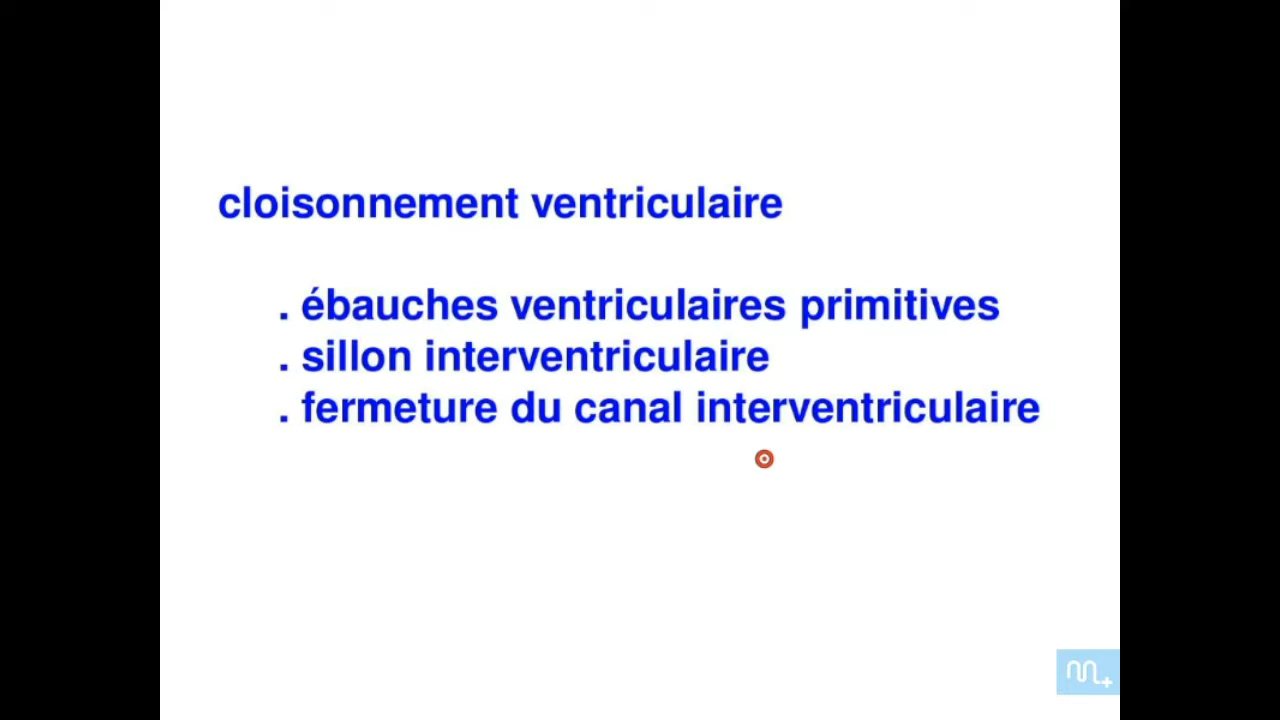 cloisonnement ventriculaire
. ébauches ventriculaires primitives
. sillon interventriculaire
. fermeture du canal interventriculaire